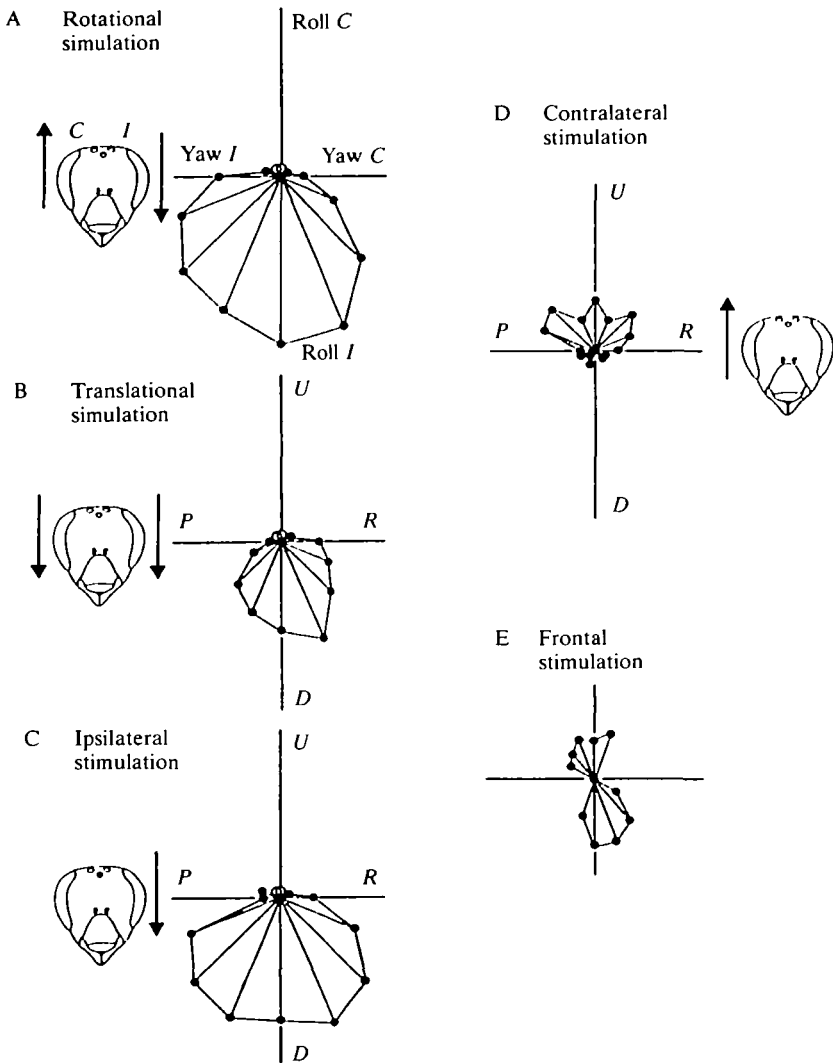 A Rotational
simulation
Roll C
C I
Yaw I Yaw C
Roll I
B Translational
simulation
U
P R
D
C Ipsilateral
stimulation
U
P R
D
D Contralateral
stimulation
U
P R
D
E Frontal
stimulation